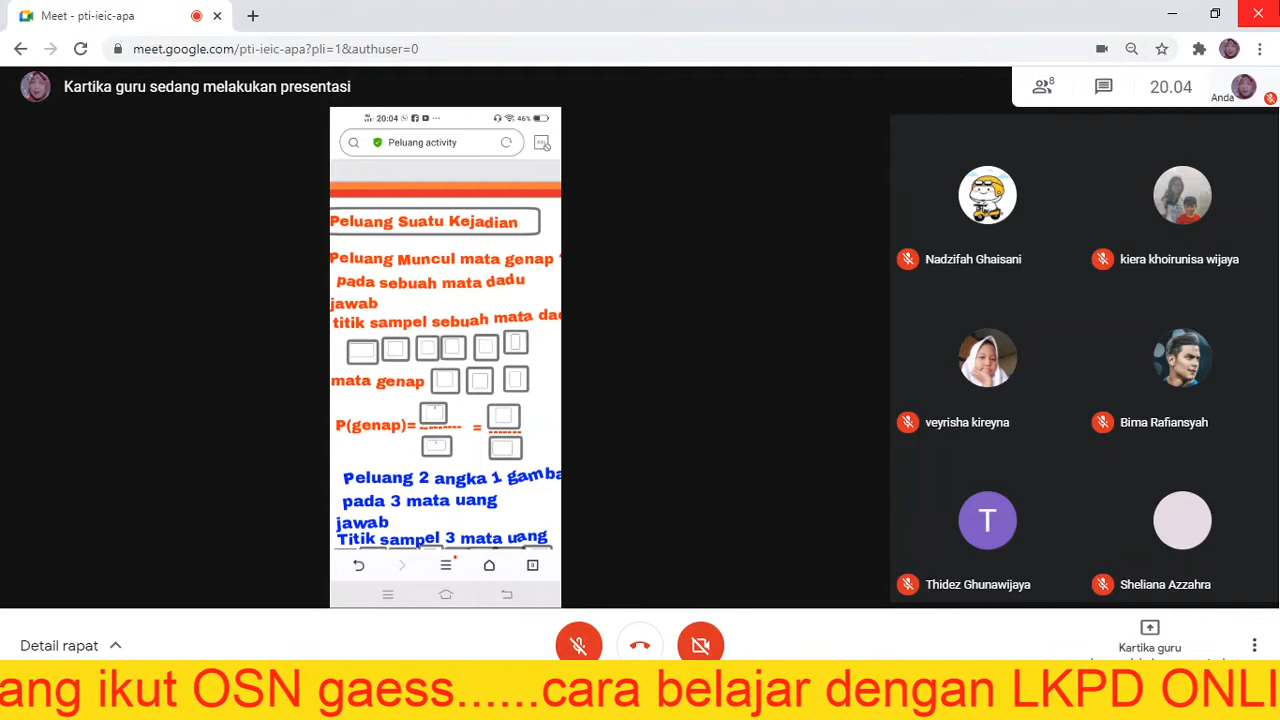 Meet - pti-ieic-apa
meet.google.com/pti-ieic-apa?pli=1&authuser=0
Kartika guru sedang melakukan presentasi
8
20.04
Anda
20:04
46%
Peluang activity
Peluang Suatu Kejadian
Peluang Muncul mata genap
pada sebuah mata dadu
jawab
titik sampel sebuah mata dad
mata genap
P(genap)= =
Peluang 2 angka 1 gamba
pada 3 mata uang
jawab
Titik sampel 3 mata uang
Nadzifah Ghaisani
kiera khoirunisa wijaya
veyrisha kireyna
Bima Rafiansyah
T
Thidez Ghunawijaya
Sheliana Azzahra
Detail rapat
Kartika guru
ang ikut OSN gaess......cara belajar dengan LKPD ONLI